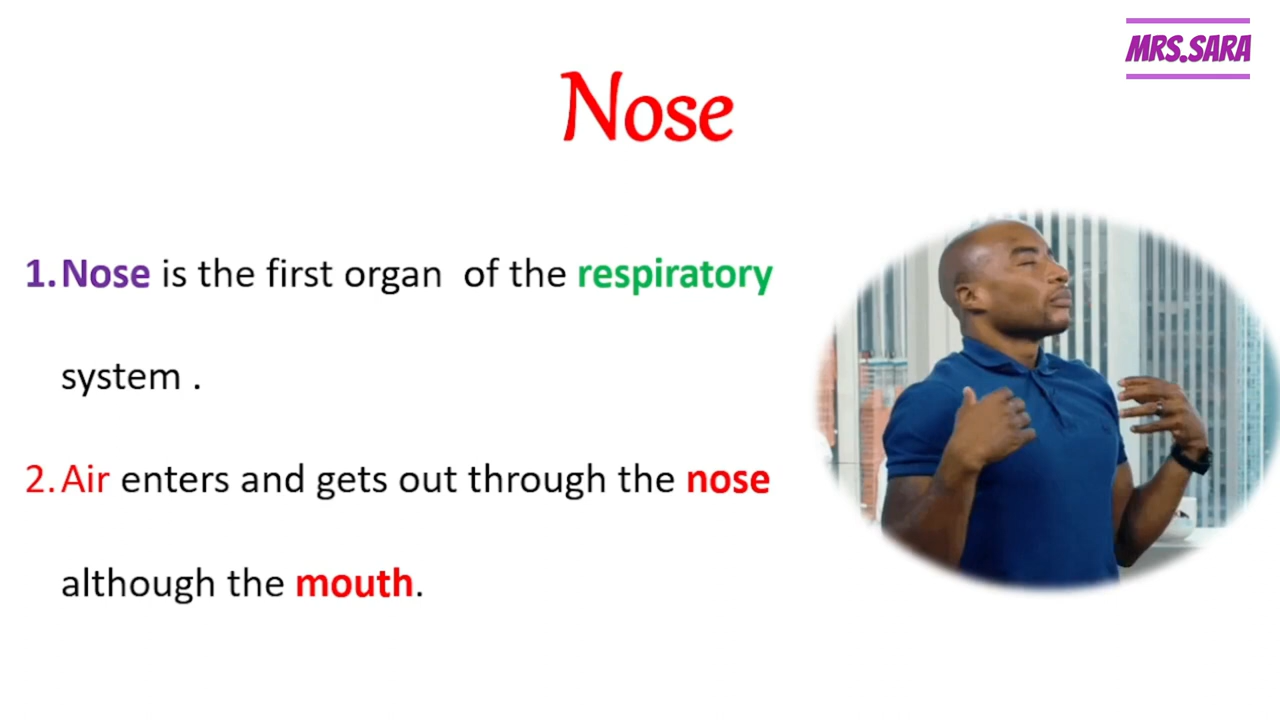 MRS.SARA
Nose
1. Nose is the first organ of the respiratory
system .
2. Air enters and gets out through the nose
although the mouth.